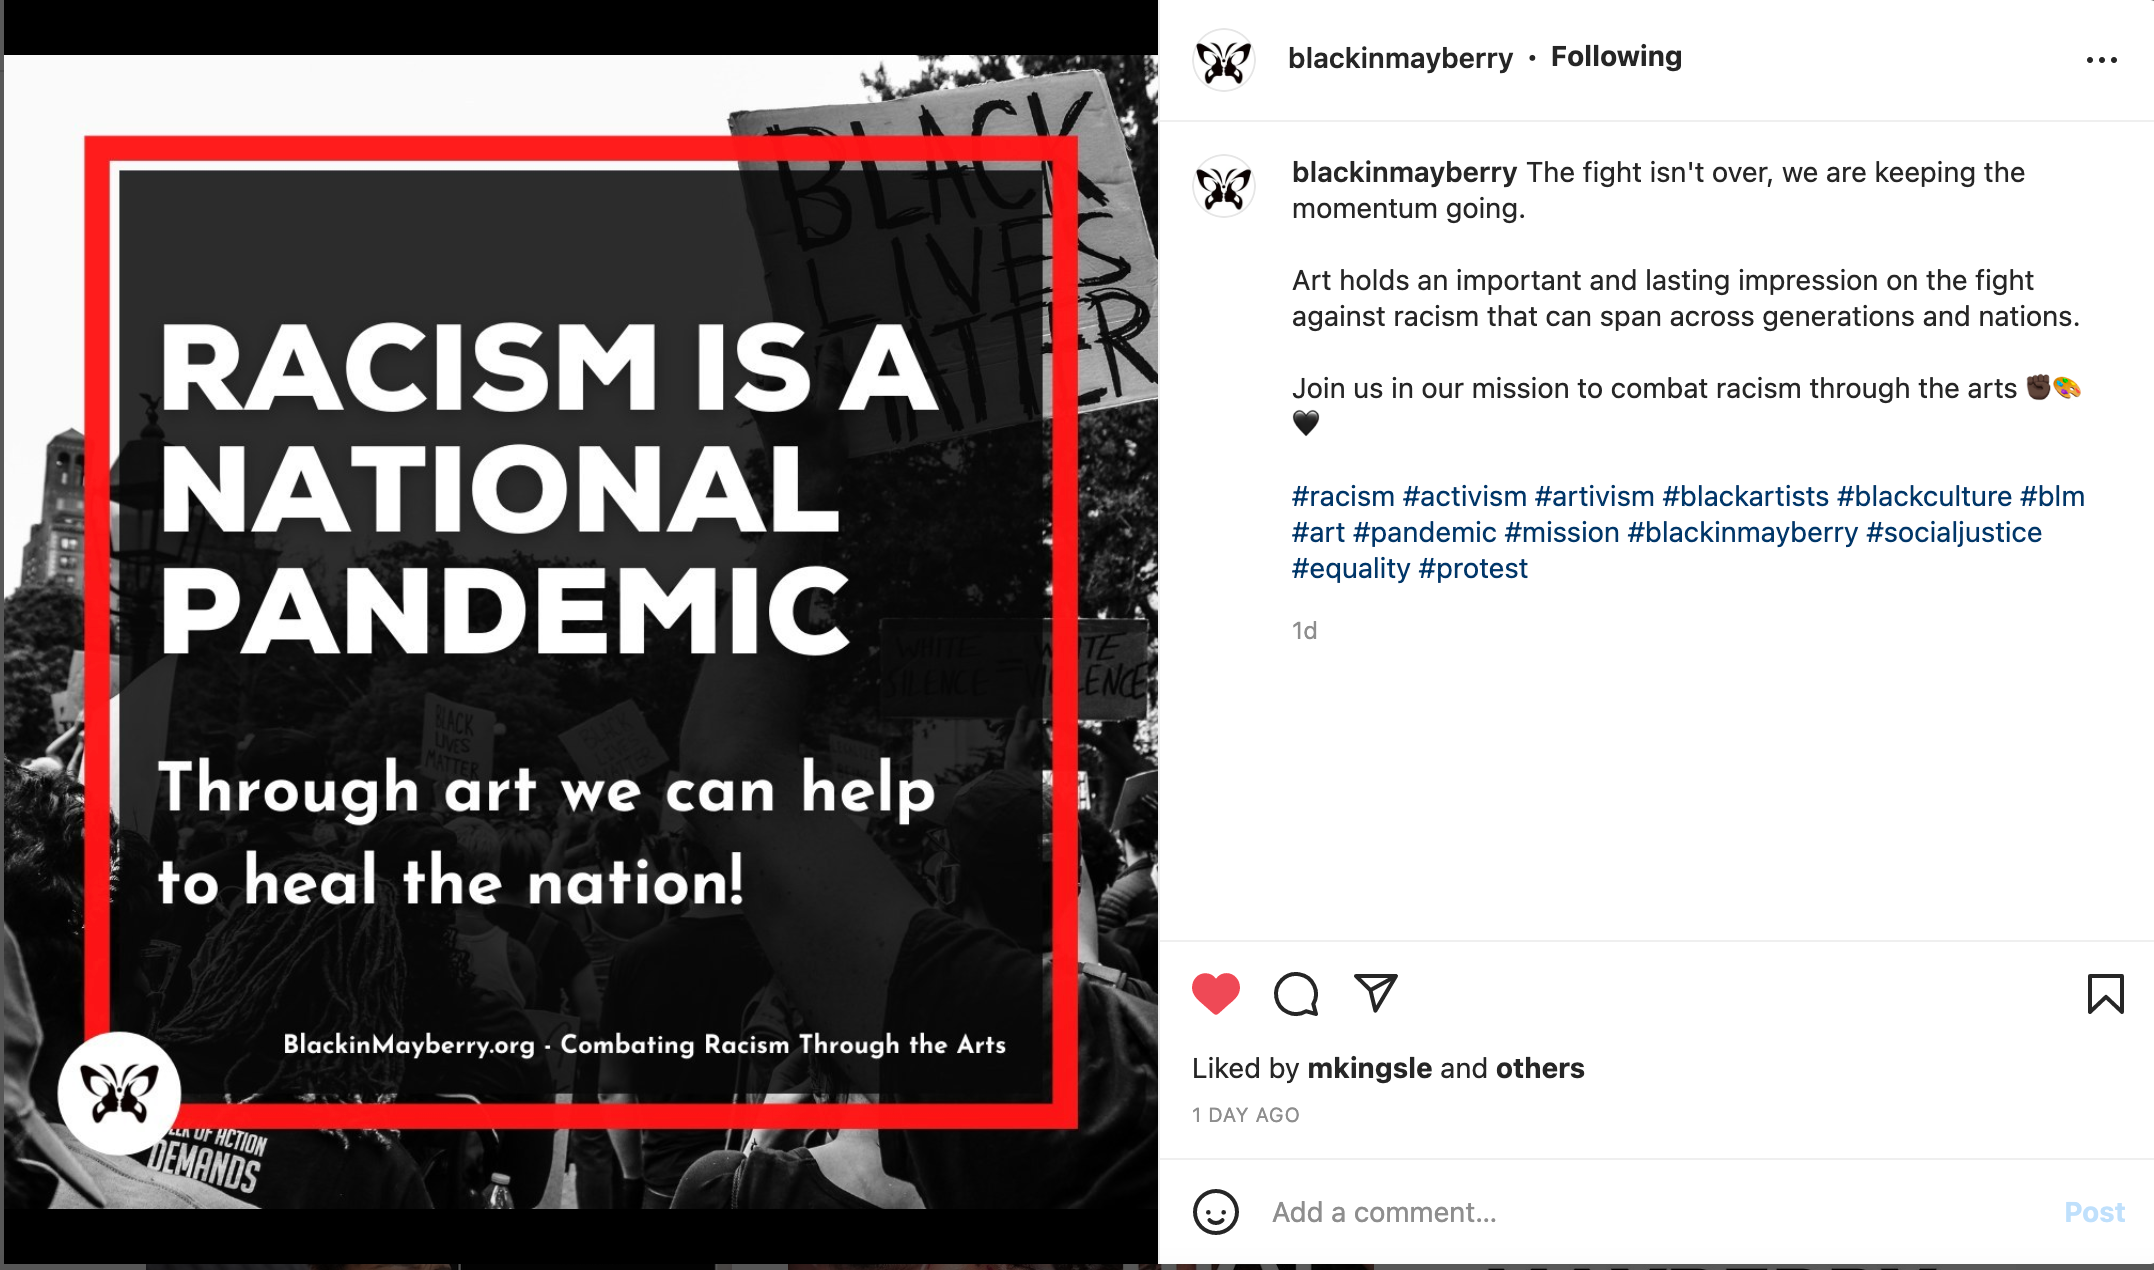 BLACK
LIVES
MATTER
RACISM IS A
NATIONAL
PANDEMIC
WHITE WHITE
SILENCE = VIOLENCE
BLACK
LIVES
MATTER
Through art we can help
to heal the nation!
BlackinMayberry.org - Combating Racism Through the Arts
OF ACTION
DEMANDS
blackinmayberry • Following
blackinmayberry The fight isn't over, we are keeping the
momentum going.
Art holds an important and lasting impression on the fight
against racism that can span across generations and nations.
Join us in our mission to combat racism through the arts ✊🏿🎨
🖤
#racism #activism #artivism #blackartists #blackculture #blm
#art #pandemic #mission #blackinmayberry #socialjustice
#equality #protest
1d
Liked by mkingsle and others
1 DAY AGO
Add a comment...
Post